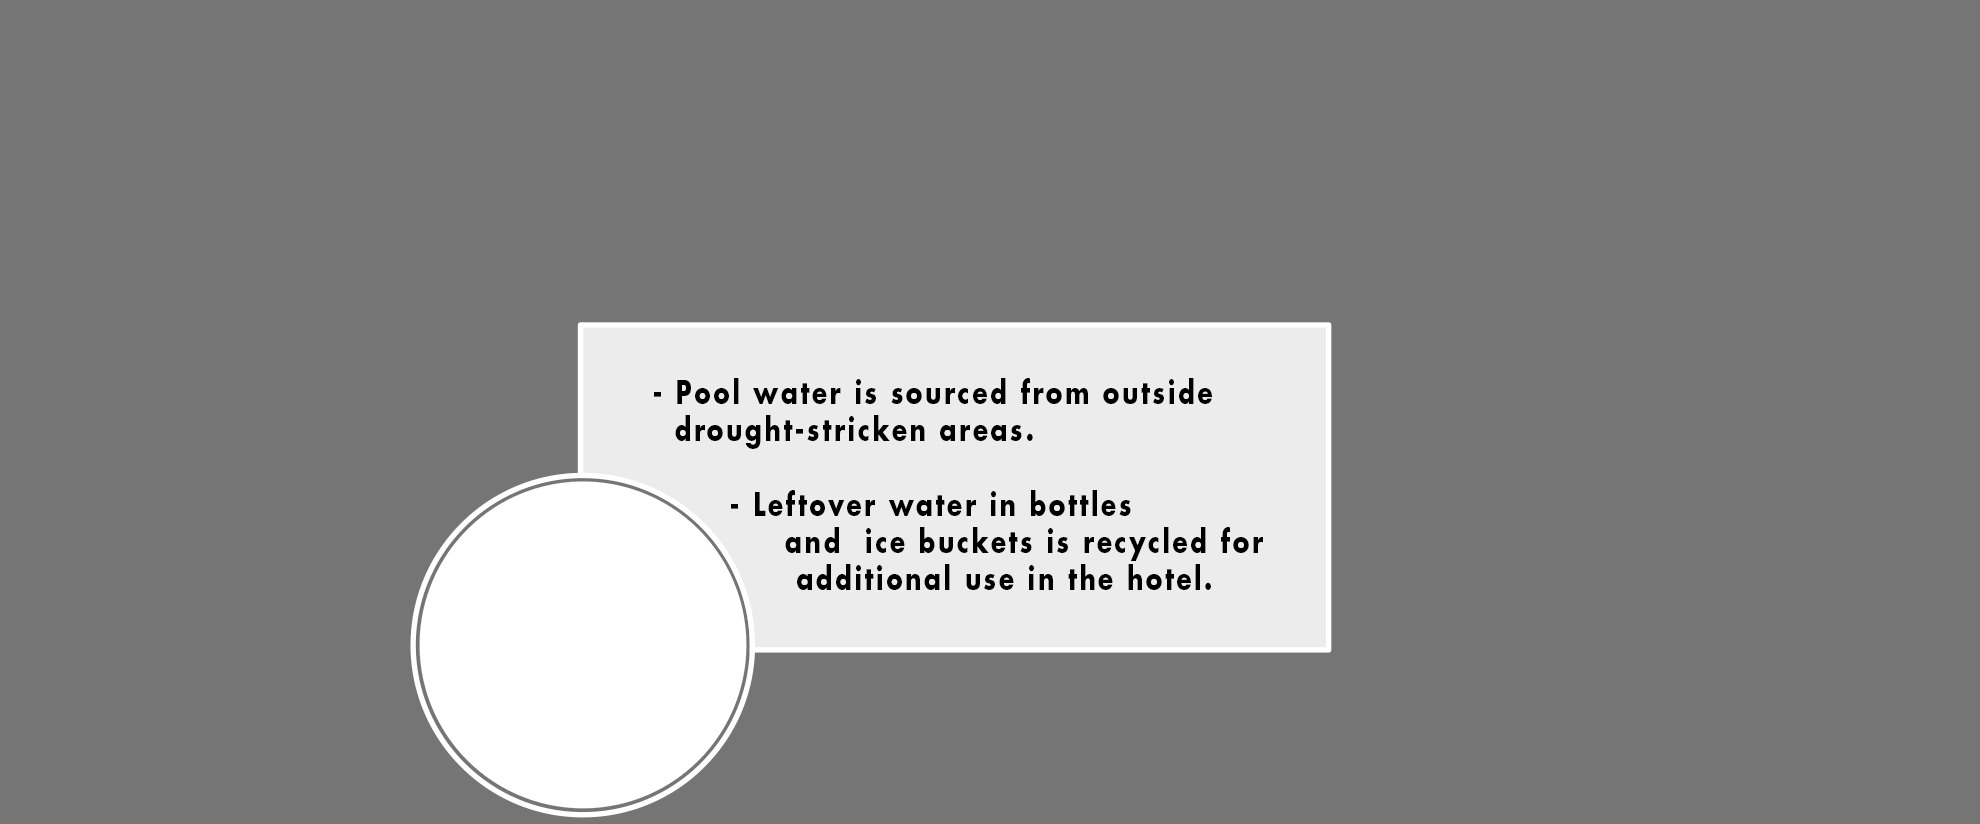 - Pool water is sourced from outside
drought-stricken areas.
- Leftover water in bottles
and  ice buckets is recycled for
additional use in the hotel.